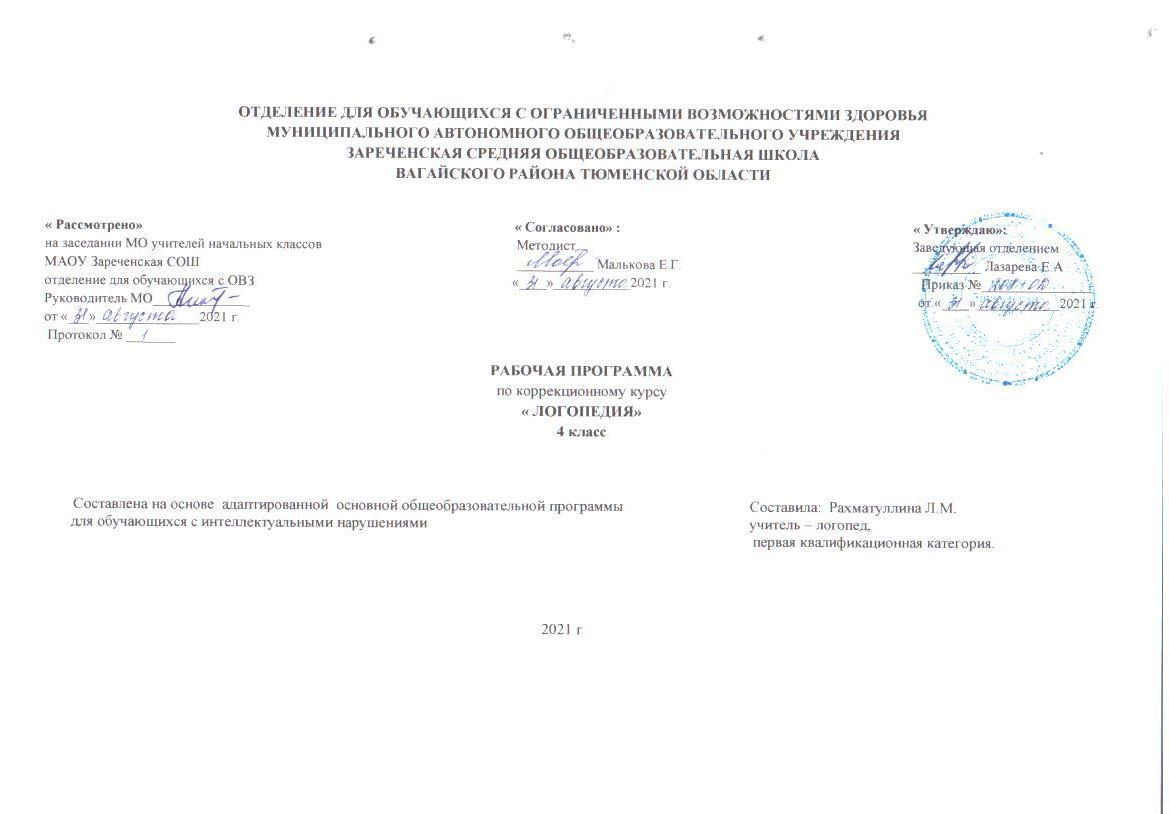 ОТДЕЛЕНИЕ ДЛЯ ОБУЧАЮЩИХСЯ С ОГРАНИЧЕННЫМИ ВОЗМОЖНОСТЯМИ ЗДОРОВЬЯ
МУНИЦИПАЛЬНОГО АВТОНОМНОГО ОБЩЕОБРАЗОВАТЕЛЬНОГО УЧРЕЖДЕНИЯ
ЗАРЕЧЕНСКАЯ СРЕДНЯЯ ОБЩЕОБРАЗОВАТЕЛЬНАЯ ШКОЛА
ВАГАЙСКОГО РАЙОНА ТЮМЕНСКОЙ ОБЛАСТИ
« Рассмотрено»
на заседании МО учителей начальных классов
МАОУ Зареченская СОШ
отделение для обучающихся с ОВЗ
Руководитель МО
от « 31 » августа 2021 г.
Протокол № 1
« Согласовано» :
Методист
Малькова Е.Г.
« 31 » августа 2021 г.
« Утверждаю»:
Заведующая отделением
Лазарева Е.А
Приказ №
от « 31 » августа 2021 г
РАБОЧАЯ ПРОГРАММА
по коррекционному курсу
« ЛОГОПЕДИЯ»
4 класс
Составлена на основе адаптированной основной общеобразовательной программы
для обучающихся с интеллектуальными нарушениями
Составила: Рахматуллина Л.М.
учитель – логопед,
первая квалификационная категория.
2021 г